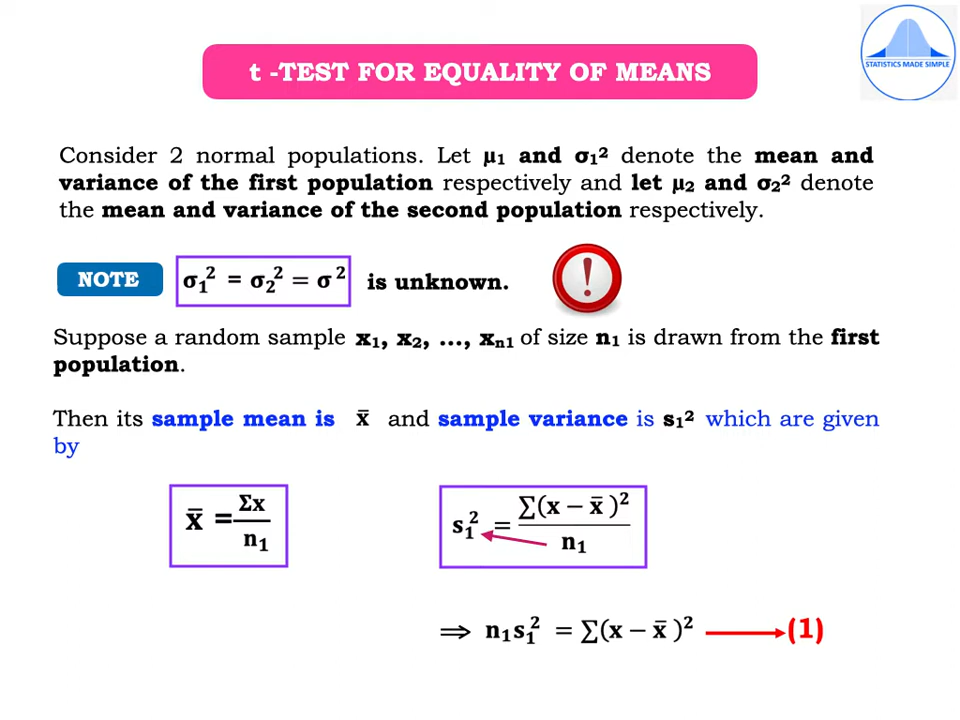 STATISTICS MADE SIMPLE
t -TEST FOR EQUALITY OF MEANS
Consider 2 normal populations. Let μ₁ and σ₁² denote the mean and
variance of the first population respectively and let μ₂ and σ₂² denote
the mean and variance of the second population respectively.
NOTE σ₁² = σ₂² = σ² is unknown. !
Suppose a random sample x₁, x₂, ..., xₙ₁ of size n₁ is drawn from the first
population.
Then its sample mean is x̄ and sample variance is s₁² which are given
by
x̄ = Σx / n₁
s₁² = Σ(x − x̄ )² / n₁
⇒ n₁s₁² = Σ(x − x̄ )² → (1)